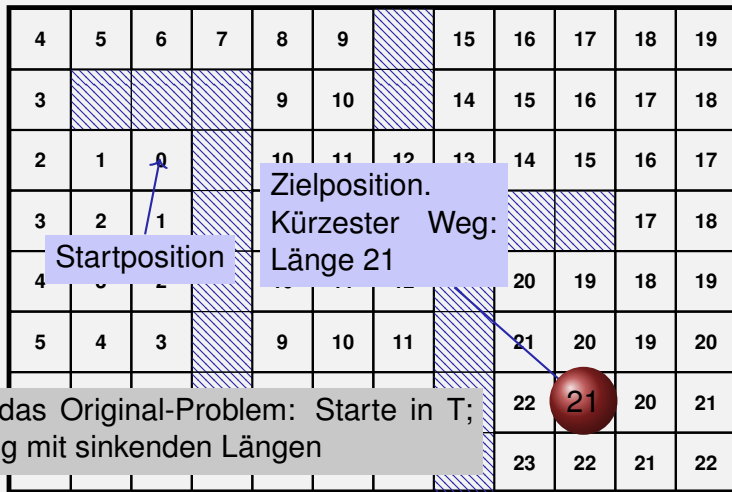 4 5 6 7 8 9 15 16 17 18 19
3 9 10 14 15 16 17 18
2 1 0 10 11 12 13 14 15 16 17
Zielposition.
3 2 1 Kürzester Weg: 17 18
Startposition Länge 21
4 20 19 18 19
5 4 3 9 10 11 21 20 19 20
das Original-Problem: Starte in T; 22 21 20 21
g mit sinkenden Längen 23 22 21 22